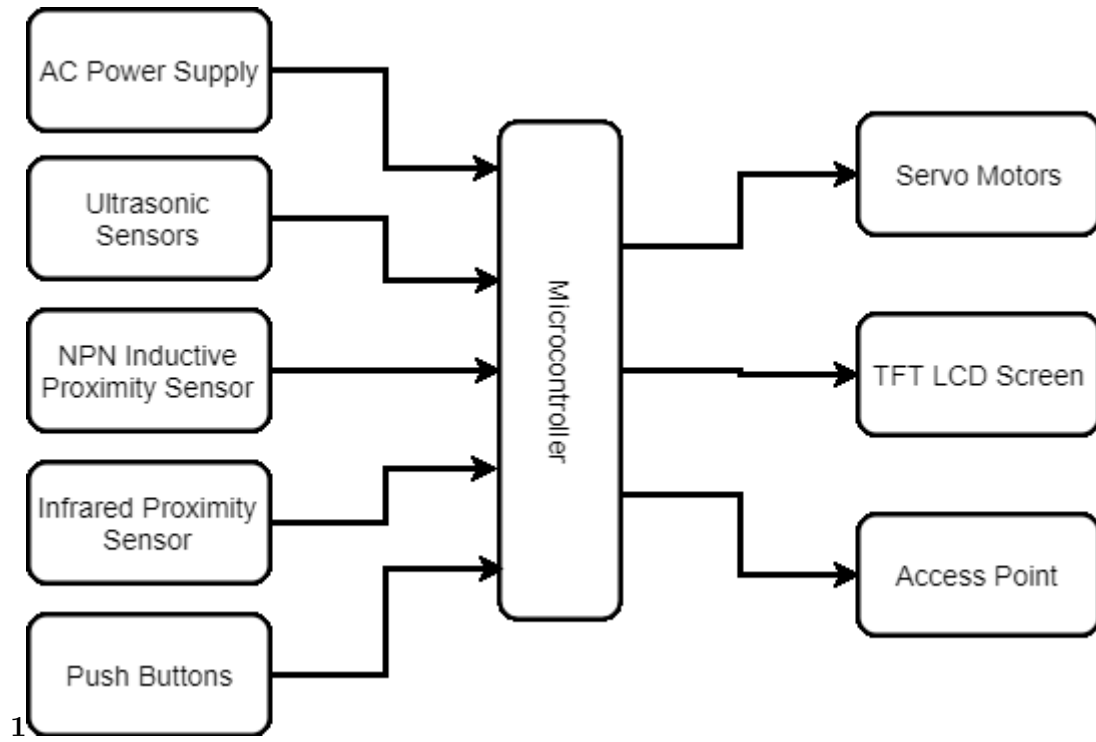 AC Power Supply
Ultrasonic
Sensors
NPN Inductive
Proximity Sensor
Infrared Proximity
Sensor
Push Buttons
Microcontroller
Servo Motors
TFT LCD Screen
Access Point
1